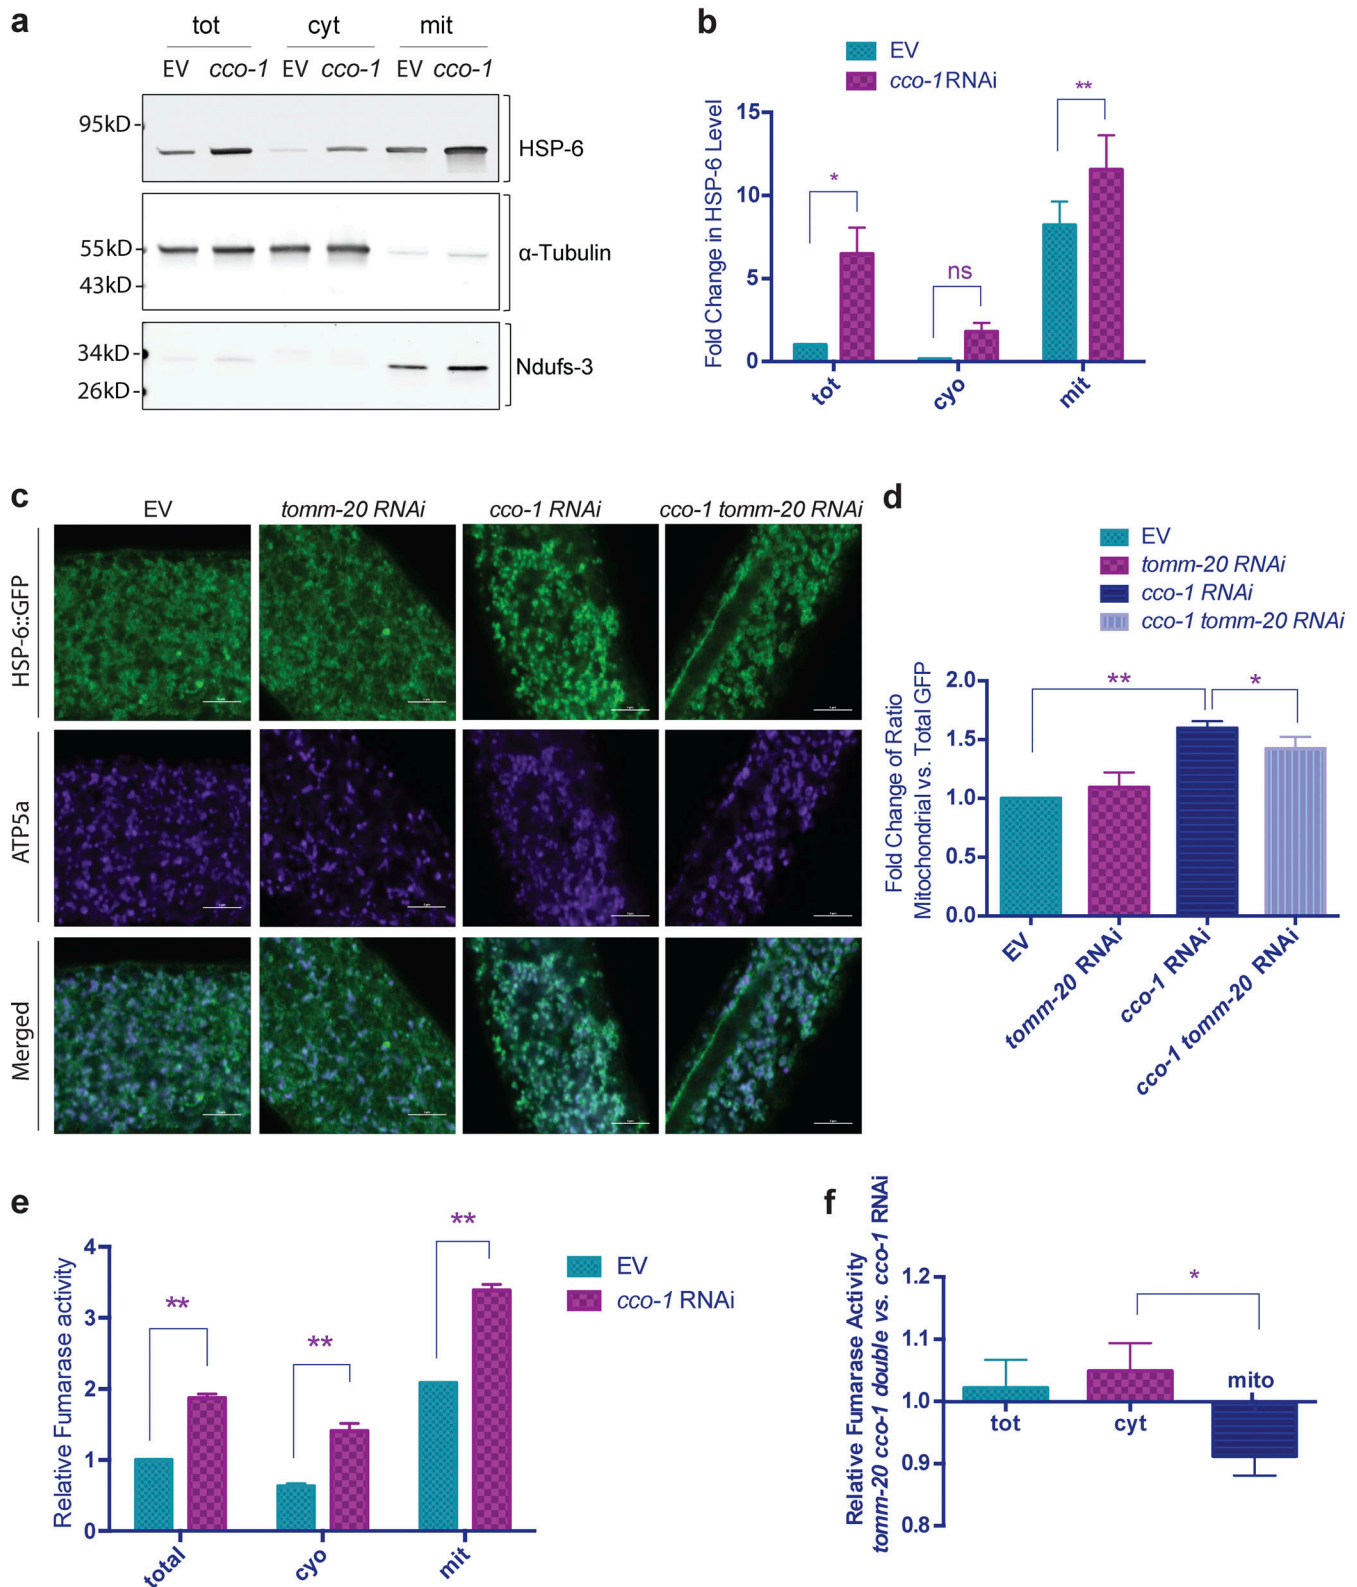 a
tot cyt mit
EV cco-1 EV cco-1 EV cco-1
95kD
HSP-6
55kD
α-Tubulin
43kD
34kD
Ndufs-3
26kD
b
EV
cco-1 RNAi
Fold Change in HSP-6 Level
15
10
5
0
*
ns
**
tot
cyo
mit
c
EV tomm-20 RNAi cco-1 RNAi cco-1 tomm-20 RNAi
HSP-6::GFP
ATP5a
Merged
d
EV
tomm-20 RNAi
cco-1 RNAi
cco-1 tomm-20 RNAi
Fold Change of Ratio
Mitochondrial vs. Total GFP
2.0
1.5
1.0
0.5
0.0
**
*
EV
tomm-20 RNAi
cco-1 RNAi
cco-1 tomm-20 RNAi
e
Relative Fumarase activity
4
3
2
1
0
**
**
**
EV
cco-1 RNAi
total
cyo
mit
f
Relative Fumarase Activity
tomm-20 cco-1 double vs. cco-1 RNAi
1.2
1.1
1.0
0.9
0.8
*
tot
cyt
mito